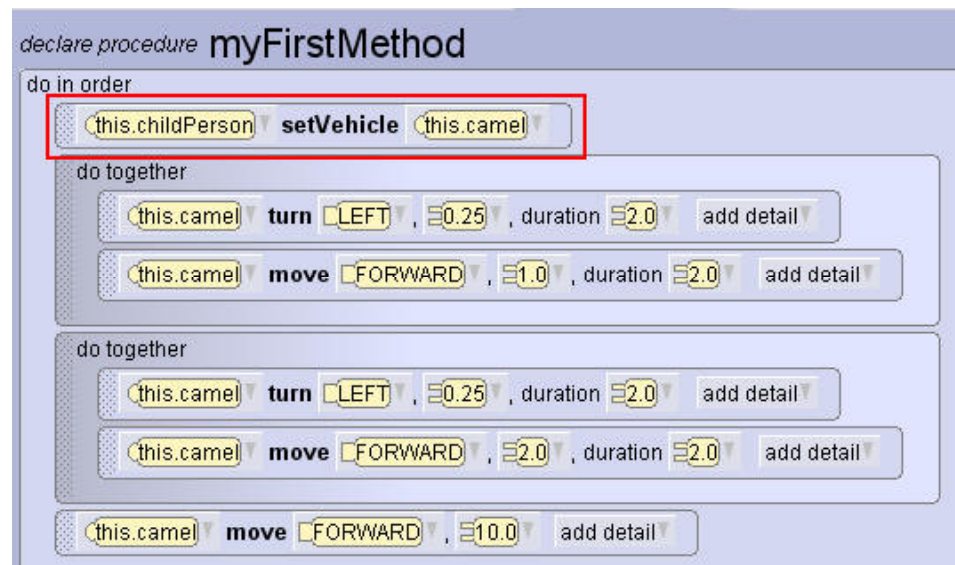 declare procedure myFirstMethod
do in order
this.childPerson setVehicle this.camel
do together
this.camel turn LEFT , 0.25 , duration 2.0 add detail
this.camel move FORWARD , 1.0 , duration 2.0 add detail
do together
this.camel turn LEFT , 0.25 , duration 2.0 add detail
this.camel move FORWARD , 2.0 , duration 2.0 add detail
this.camel move FORWARD , 10.0 add detail